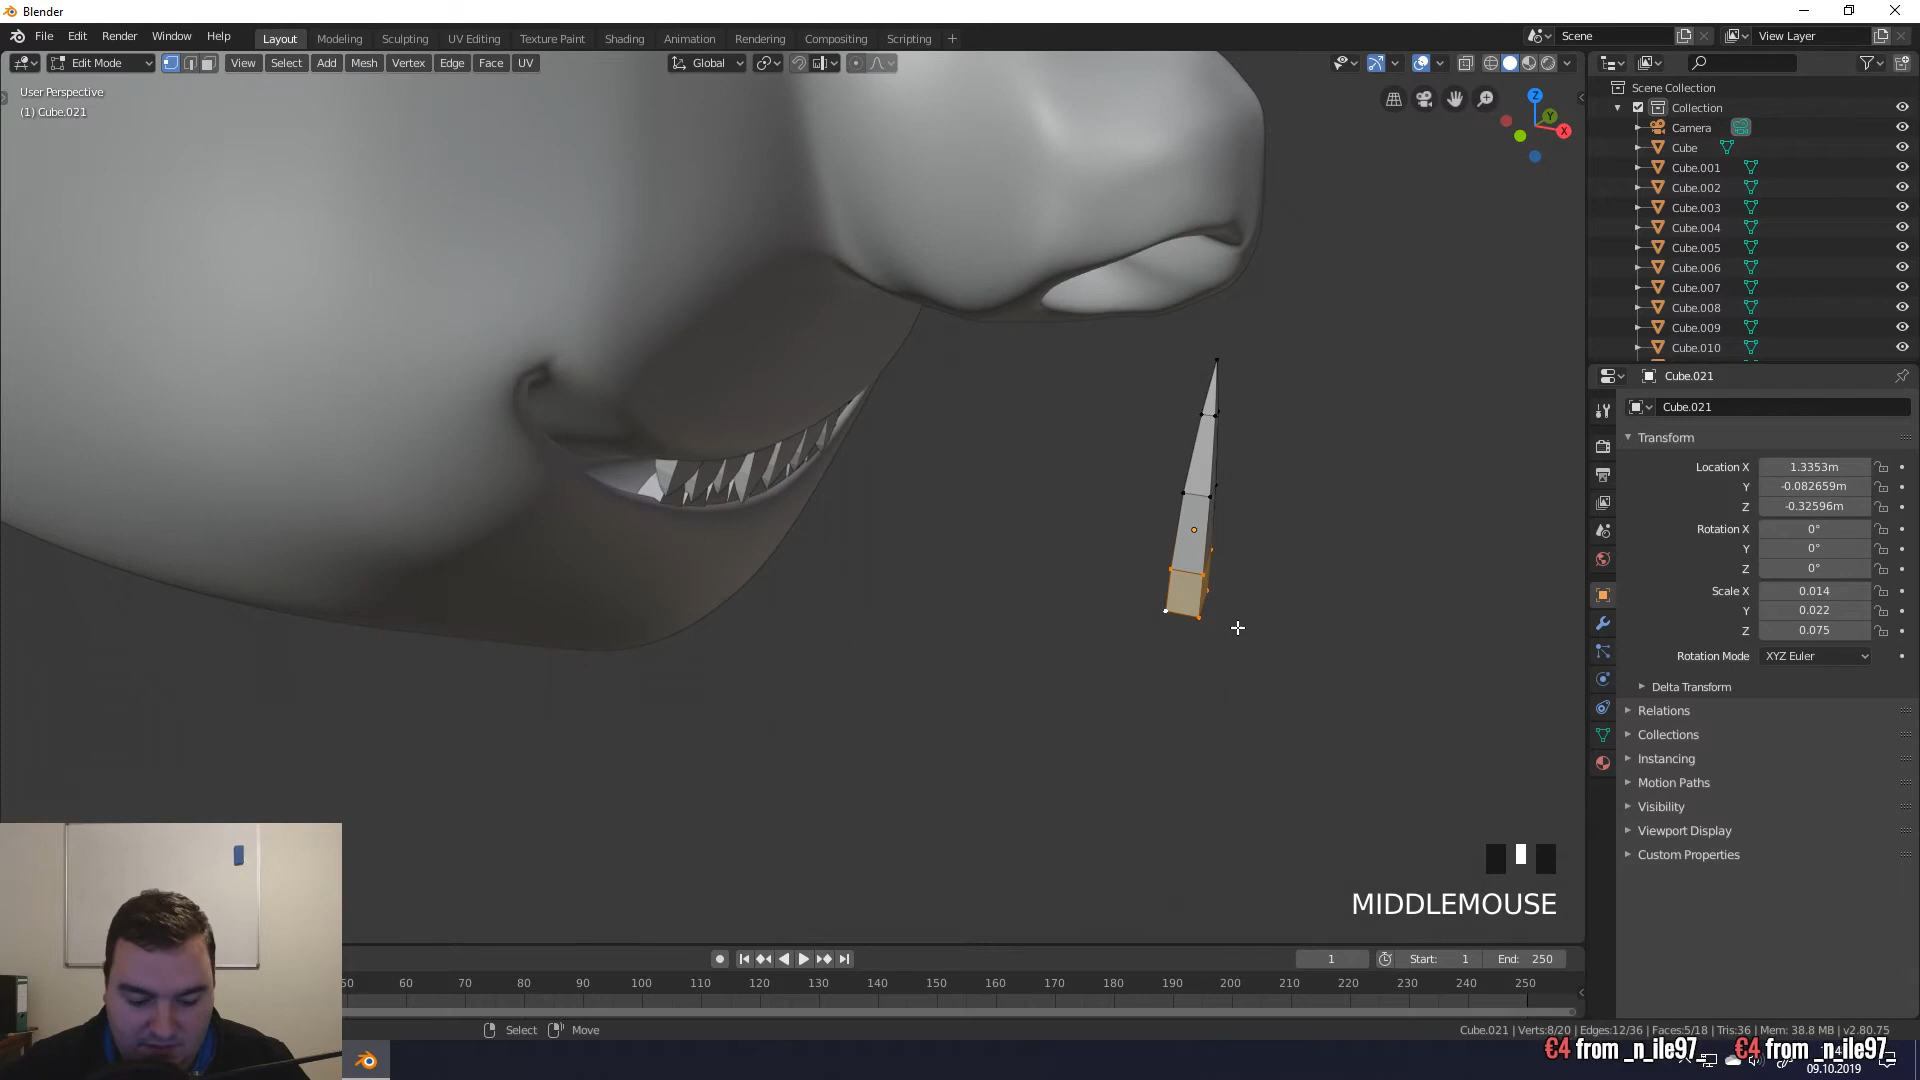 Blender
File Edit Render Window Help Layout Modeling Sculpting UV Editing Texture Paint Shading Animation Rendering Compositing Scripting + Scene View Layer
Edit Mode View Select Add Mesh Vertex Edge Face UV Global
User Perspective
(1) Cube.021
Z
Y
X
Scene Collection
Collection
Camera
Cube
Cube.001
Cube.002
Cube.003
Cube.004
Cube.005
Cube.006
Cube.007
Cube.008
Cube.009
Cube.010
Cube.021
Cube.021
Transform
Location X 1.3353m
Y -0.082659m
Z -0.32596m
Rotation X 0°
Y 0°
Z 0°
Scale X 0.014
Y 0.022
Z 0.075
Rotation Mode XYZ Euler
Delta Transform
Relations
Collections
Instancing
Motion Paths
Visibility
Viewport Display
Custom Properties
MIDDLEMOUSE
1 Start: 1 End: 250
50 60 70 80 90 100 110 120 130 140 150 160 170 180 190 200 210 220 230 240 250
Select Move
Cube.021 | Verts:8/20 | Edges:12/36 | Faces:5/18 | Tris:36 | Mem: 38.8 MB | v2.80.75
€4 from _n_ile97_ €4 from _n_ile97_
09.10.2019